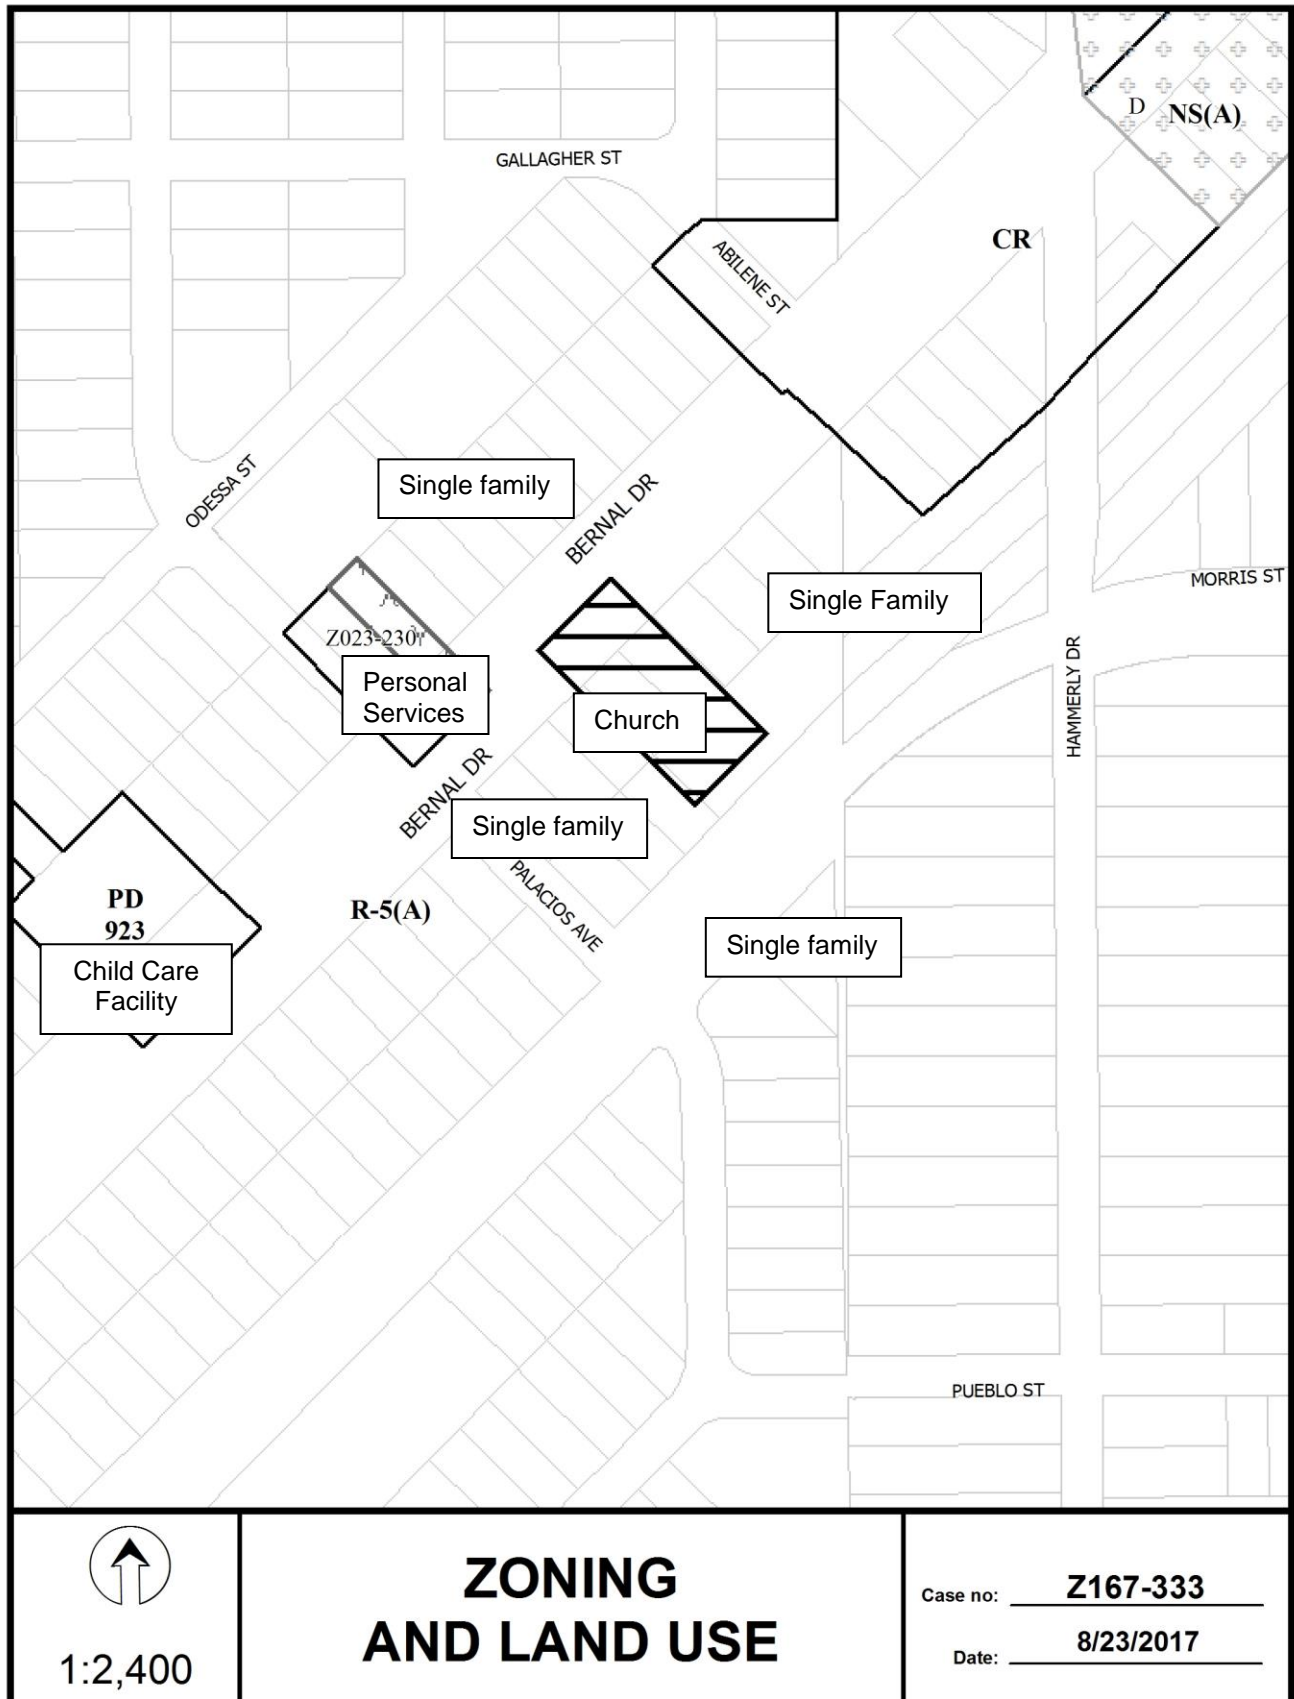 D
NS(A)
GALLAGHER ST
CR
ABILENE ST
ODESSA ST
Single family
BERNAL DR
MORRIS ST
Single Family
Z023-230
HAMMERLY DR
Personal
Services
Church
BERNAL DR
Single family
PALACIOS AVE
PD
923
R-5(A)
Single family
Child Care
Facility
PUEBLO ST
1:2,400
ZONING
AND LAND USE
Case no: Z167-333
Date: 8/23/2017